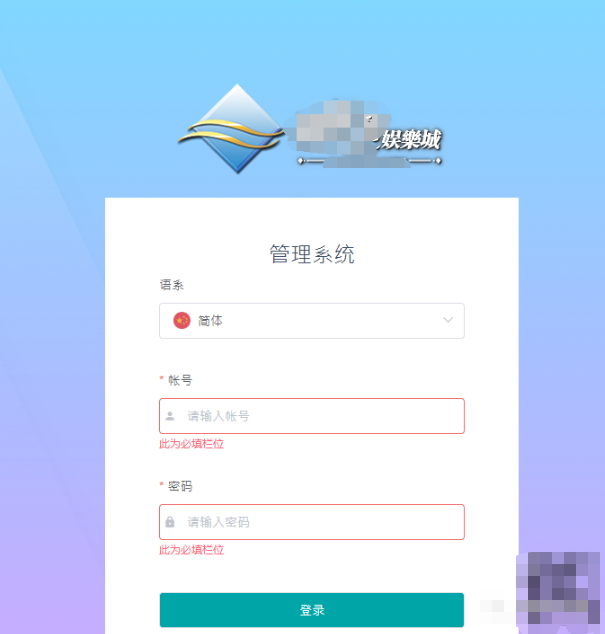 娱樂城
管理系统
语系
简体
* 帐号
请输入帐号
此为必填栏位
* 密码
请输入密码
此为必填栏位
登录